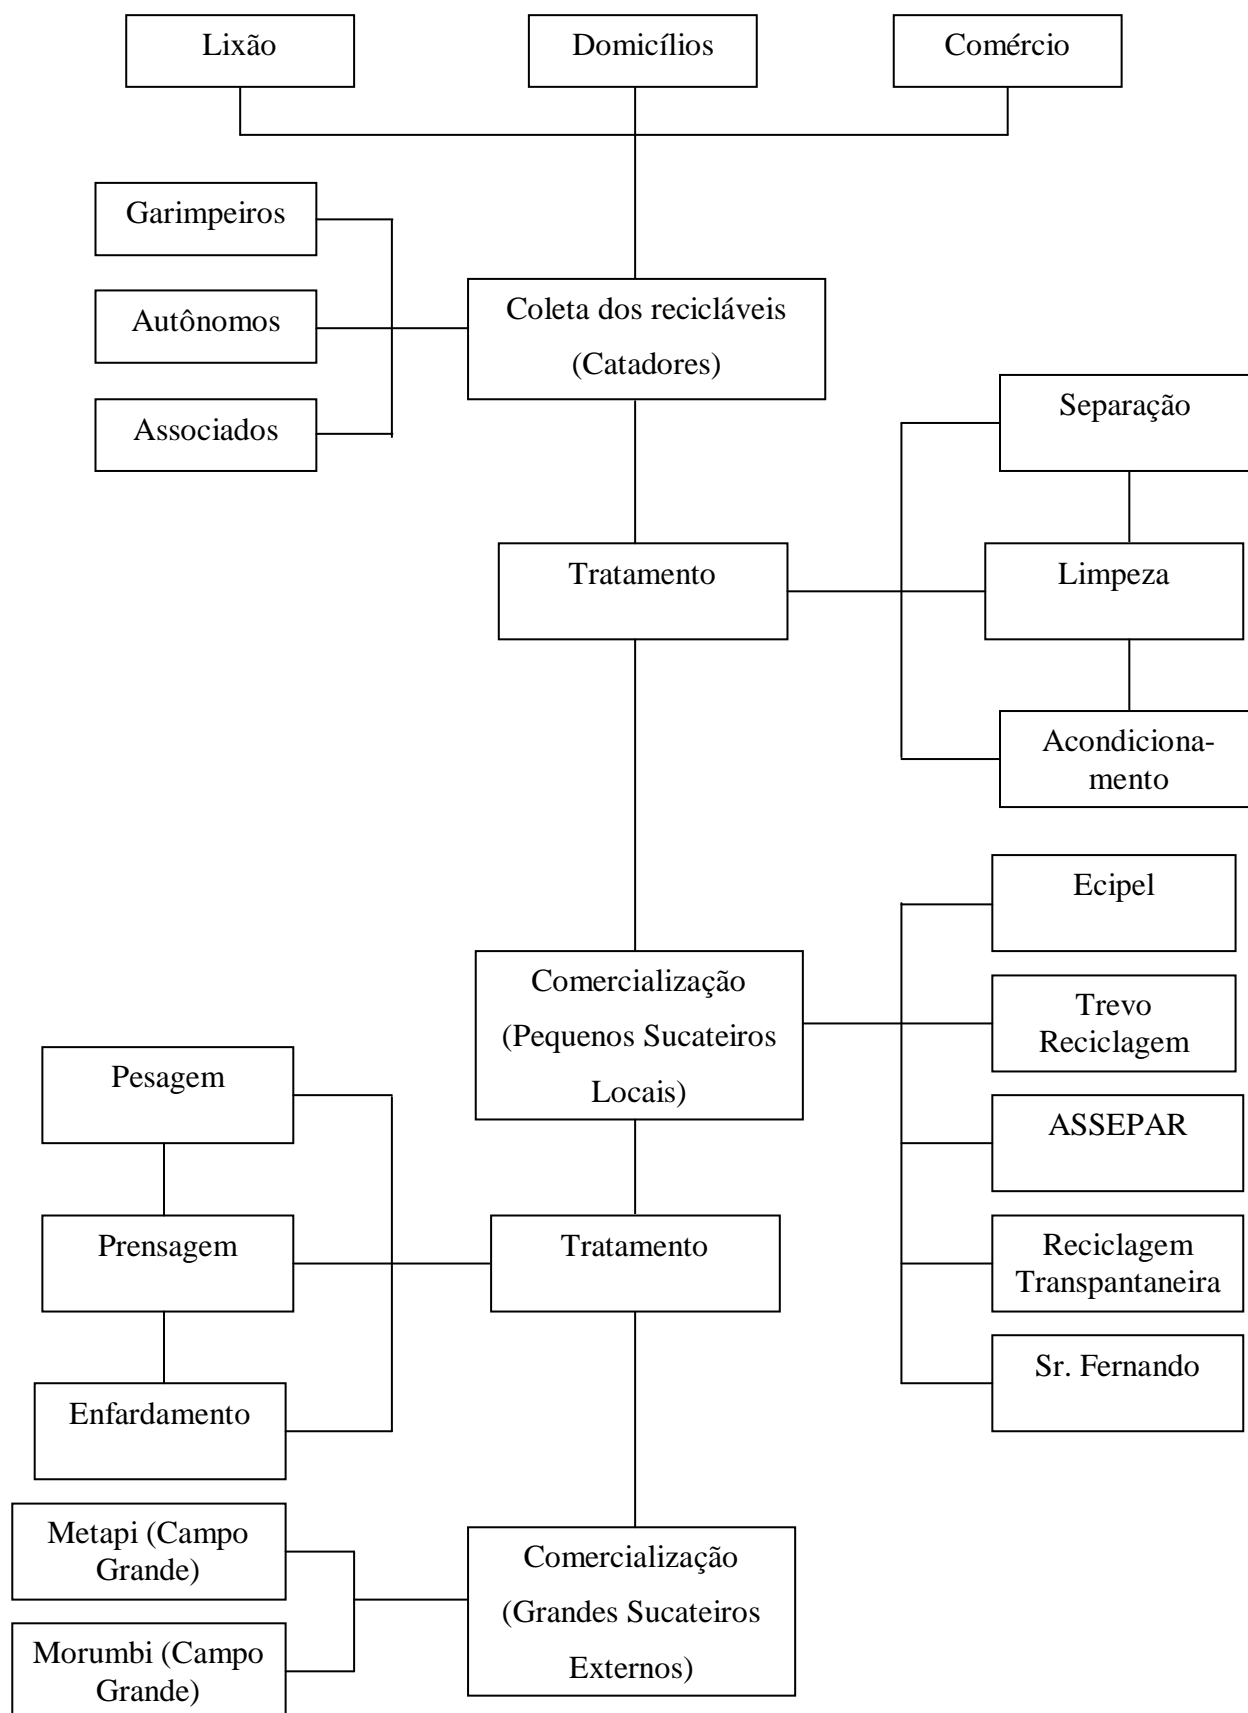 Lixão
Domicílios
Comércio
Garimpeiros
Autônomos
Associados
Coleta dos recicláveis
(Catadores)
Separação
Tratamento
Limpeza
Acondiciona-
mento
Ecipel
Comercialização
(Pequenos Sucateiros
Locais)
Trevo
Reciclagem
ASSEPAR
Reciclagem
Transpantaneira
Sr. Fernando
Pesagem
Prensagem
Enfardamento
Tratamento
Metapi (Campo
Grande)
Morumbi (Campo
Grande)
Comercialização
(Grandes Sucateiros
Externos)